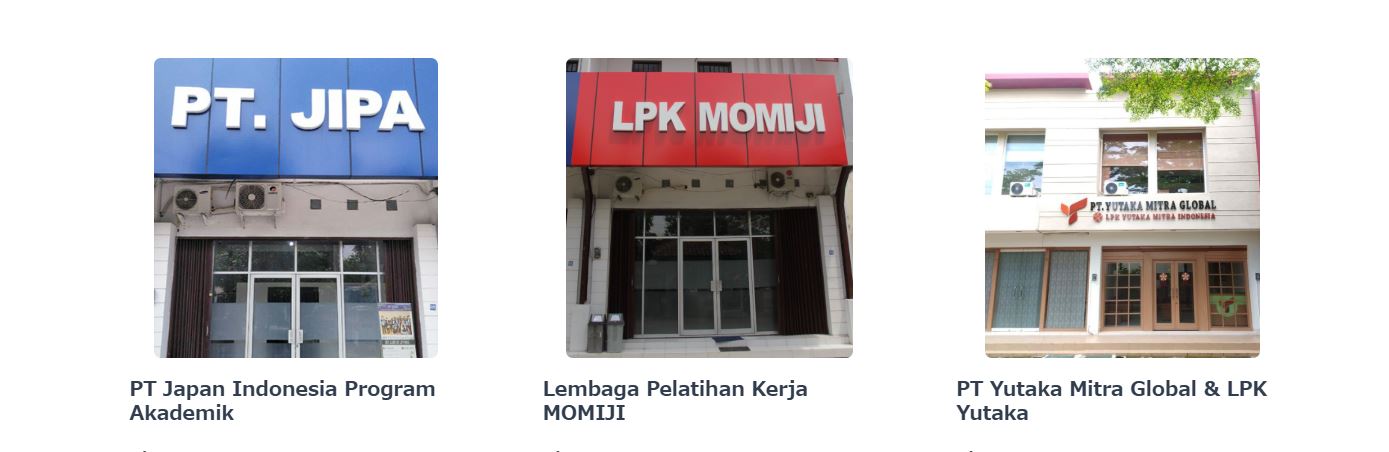 PT. JIPA
LPK MOMIJI
PT. YUTAKA MITRA GLOBAL
LPK YUTAKA MITRA INDONESIA
PT Japan Indonesia Program
Akademik
Lembaga Pelatihan Kerja
MOMIJI
PT Yutaka Mitra Global & LPK
Yutaka